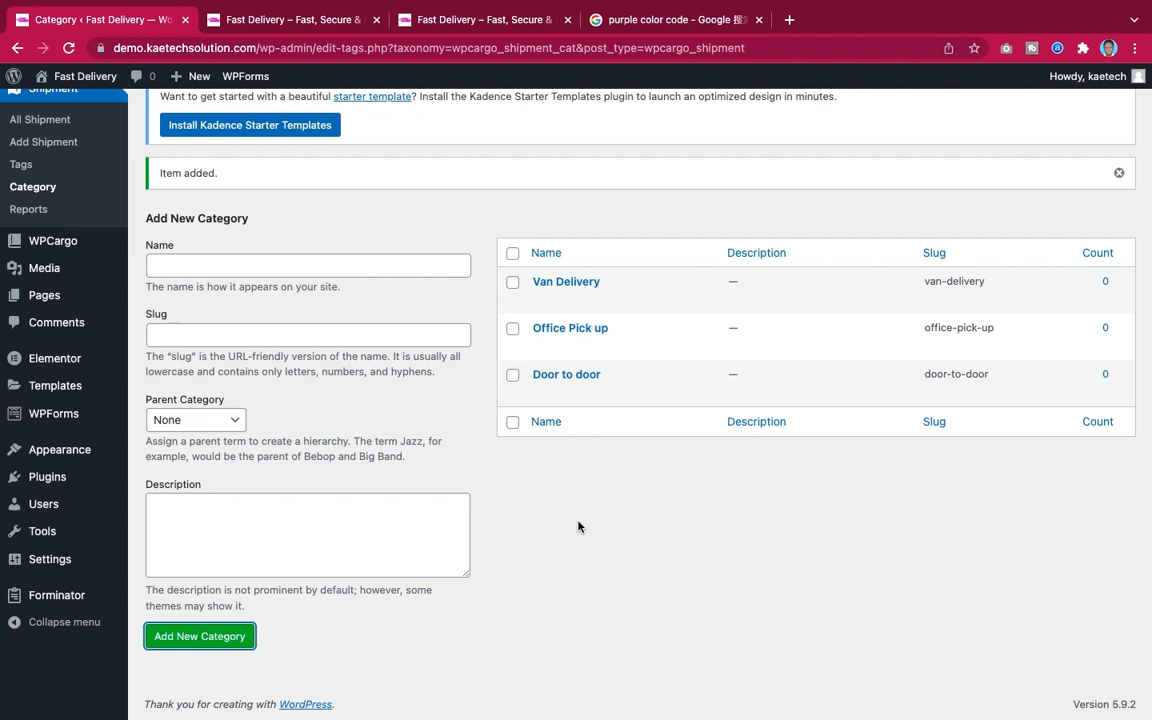 Category ‹ Fast Delivery — Wo
Fast Delivery – Fast, Secure &
Fast Delivery – Fast, Secure &
purple color code - Google 搜
demo.kaetechsolution.com/wp-admin/edit-tags.php?taxonomy=wpcargo_shipment_cat&post_type=wpcargo_shipment
Fast Delivery
0
New
WPForms
Howdy, kaetech
Shipment
All Shipment
Add Shipment
Tags
Category
Reports
WPCargo
Media
Pages
Comments
Elementor
Templates
WPForms
Appearance
Plugins
Users
Tools
Settings
Forminator
Collapse menu
Want to get started with a beautiful starter template? Install the Kadence Starter Templates plugin to launch an optimized design in minutes.
Install Kadence Starter Templates
Item added.
Add New Category
Name
The name is how it appears on your site.
Slug
The “slug” is the URL-friendly version of the name. It is usually all
lowercase and contains only letters, numbers, and hyphens.
Parent Category
None
Assign a parent term to create a hierarchy. The term Jazz, for
example, would be the parent of Bebop and Big Band.
Description
The description is not prominent by default; however, some
themes may show it.
Add New Category
Name Description Slug Count
Van Delivery — van-delivery 0
Office Pick up — office-pick-up 0
Door to door — door-to-door 0
Name Description Slug Count
Thank you for creating with WordPress.
Version 5.9.2